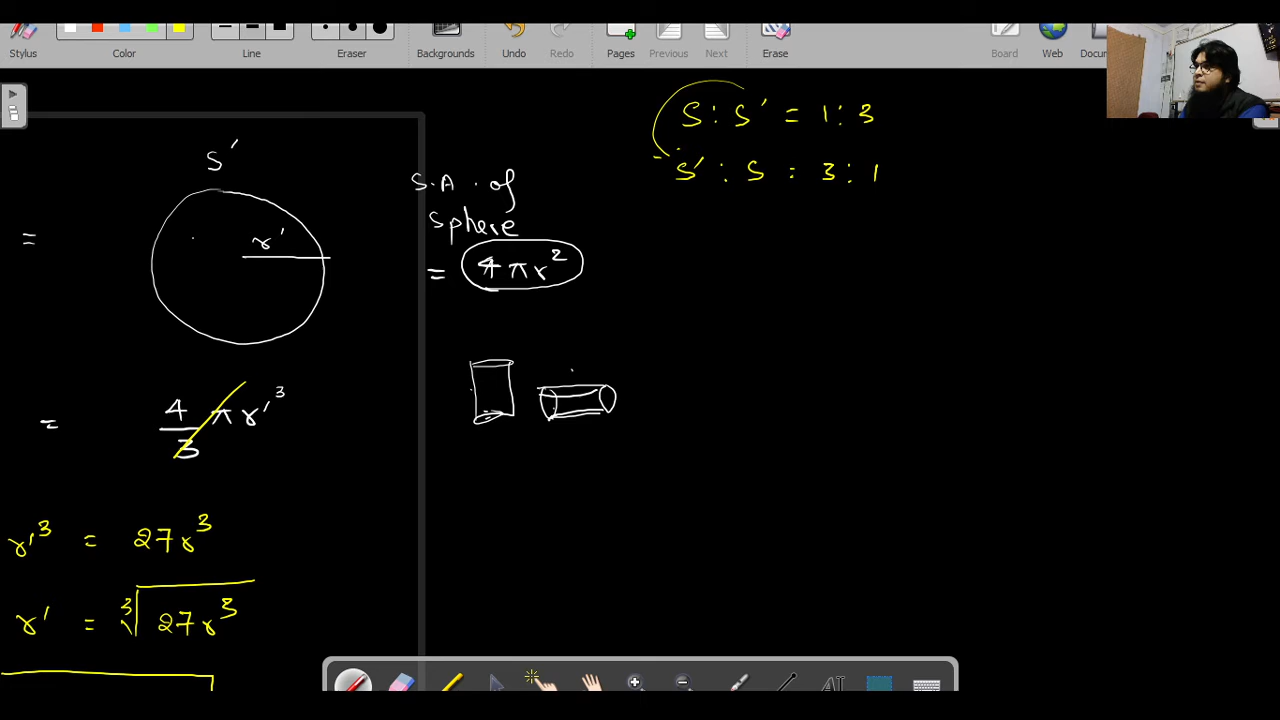 Stylus
Color
Line
Eraser
Backgrounds
Undo
Redo
Pages
Previous
Next
Erase
Board
Web
Docum
S : S' = 1 : 3
S' : S = 3 : 1
S'
r'
=
S.A. of
Sphere
= 4πr²
= 4/3 πr'³
r'³ = 27r³
r' = ∛27r³